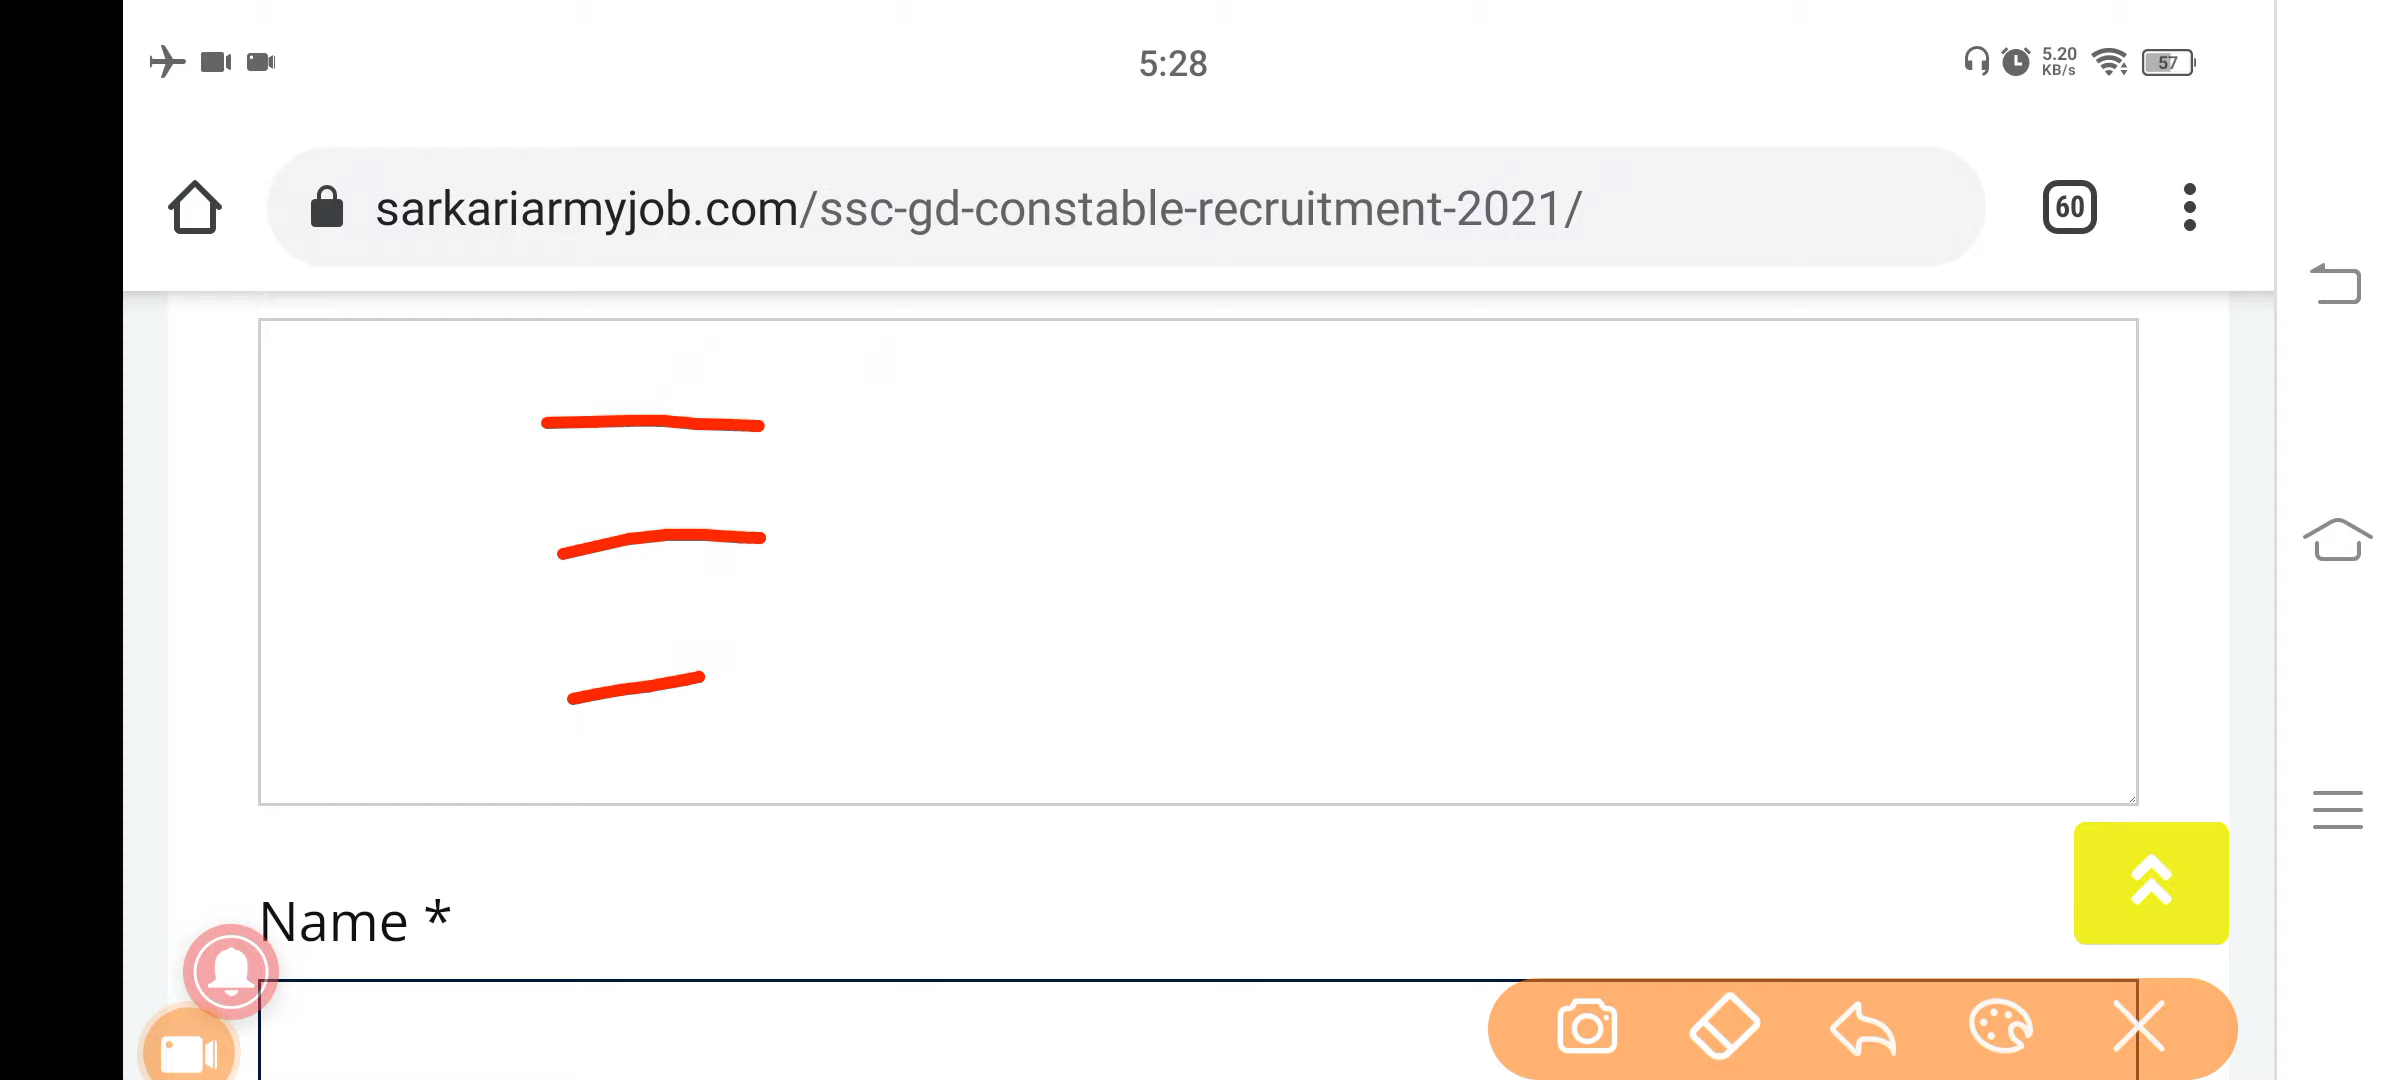 5:28
5.20
KB/s
57
sarkariarmyjob.com/ssc-gd-constable-recruitment-2021/
60
Name *